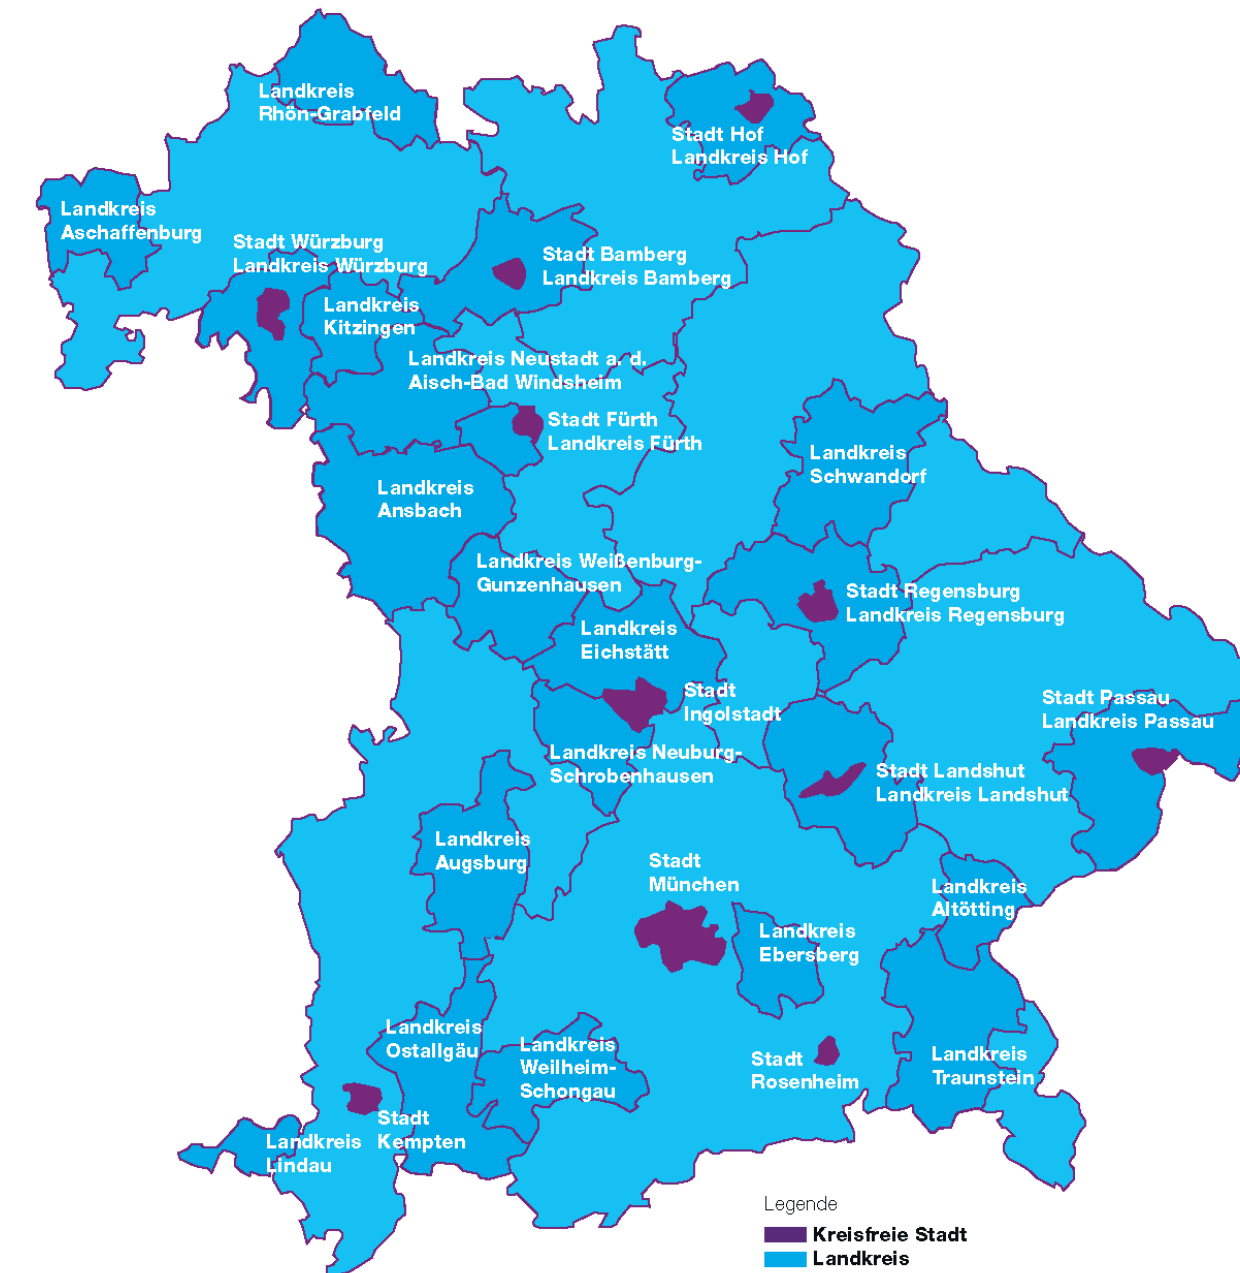 Landkreis
Rhön-Grabfeld
Stadt Hof
Landkreis Hof
Landkreis
Aschaffenburg
Stadt Würzburg
Landkreis Würzburg
Stadt Bamberg
Landkreis Bamberg
Landkreis
Kitzingen
Landkreis Neustadt a. d.
Aisch-Bad Windsheim
Stadt Fürth
Landkreis Fürth
Landkreis
Schwandorf
Landkreis
Ansbach
Landkreis Weißenburg-
Gunzenhausen
Stadt Regensburg
Landkreis Regensburg
Landkreis
Eichstätt
Stadt
Ingolstadt
Stadt Passau
Landkreis Passau
Landkreis Neuburg-
Schrobenhausen
Stadt Landshut
Landkreis Landshut
Landkreis
Augsburg
Stadt
München
Landkreis
Altötting
Landkreis
Ebersberg
Landkreis
Ostallgäu
Landkreis
Weilheim-
Schongau
Stadt
Rosenheim
Landkreis
Traunstein
Stadt
Kempten
Landkreis
Lindau
Legende
Kreisfreie Stadt
Landkreis